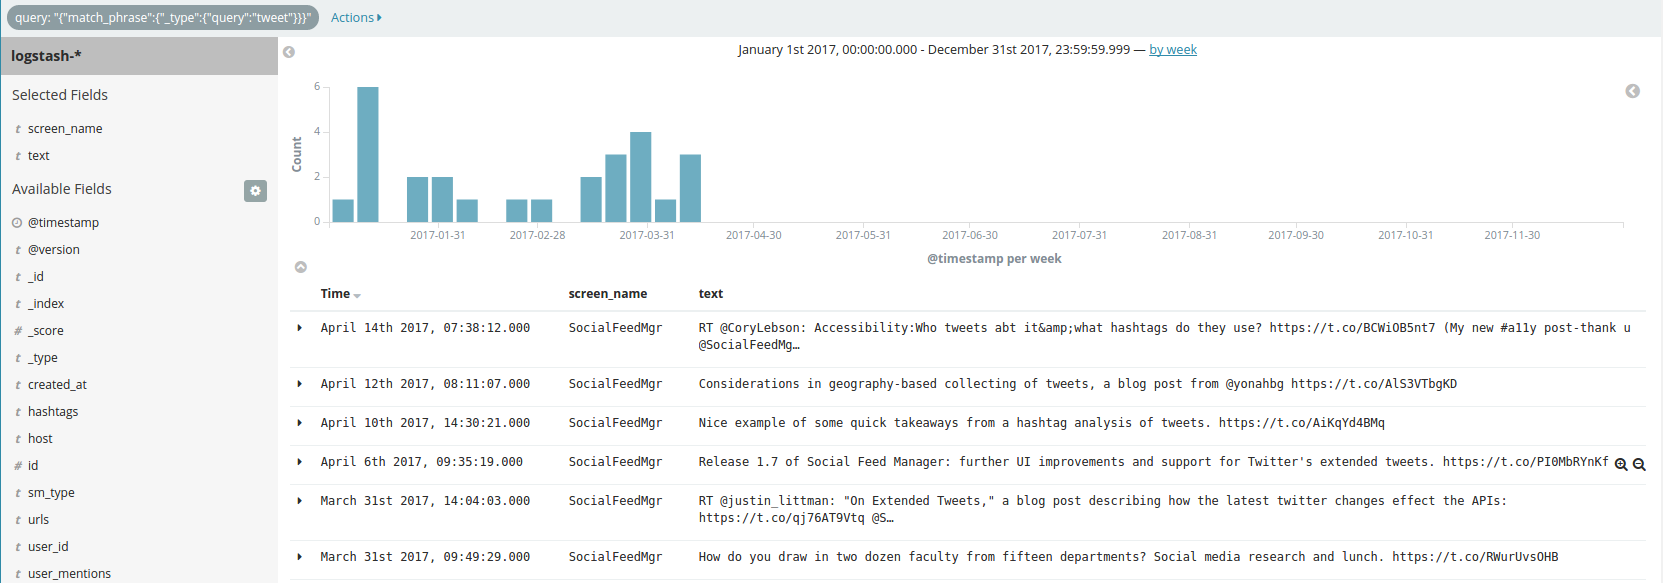 query: "{"match_phrase":{"_type":{"query":"tweet"}}}"
Actions
logstash-*
Selected Fields
t screen_name
t text
Available Fields
@timestamp
t @version
t _id
t _index
# _score
t _type
t created_at
t hashtags
t host
# id
t sm_type
t urls
t user_id
t user_mentions
January 1st 2017, 00:00:00.000 - December 31st 2017, 23:59:59.999 — by week
Count
6
4
2
0
2017-01-31 2017-02-28 2017-03-31 2017-04-30 2017-05-31 2017-06-30 2017-07-31 2017-08-31 2017-09-30 2017-10-31 2017-11-30
@timestamp per week
Time screen_name text
April 14th 2017, 07:38:12.000 SocialFeedMgr RT @CoryLebson: Accessibility:Who tweets abt it&amp;what hashtags do they use? https://t.co/BCWiOB5nt7 (My new #a11y post-thank u
@SocialFeedMg…
April 12th 2017, 08:11:07.000 SocialFeedMgr Considerations in geography-based collecting of tweets, a blog post from @yonahbg https://t.co/AlS3VTbgKD
April 10th 2017, 14:30:21.000 SocialFeedMgr Nice example of some quick takeaways from a hashtag analysis of tweets. https://t.co/AiKqYd4BMq
April 6th 2017, 09:35:19.000 SocialFeedMgr Release 1.7 of Social Feed Manager: further UI improvements and support for Twitter's extended tweets. https://t.co/PI0MbRYnKf
March 31st 2017, 14:04:03.000 SocialFeedMgr RT @justin_littman: "On Extended Tweets," a blog post describing how the latest twitter changes effect the APIs:
https://t.co/qj76AT9Vtq @S…
March 31st 2017, 09:49:29.000 SocialFeedMgr How do you draw in two dozen faculty from fifteen departments? Social media research and lunch. https://t.co/RWurUvsOHB